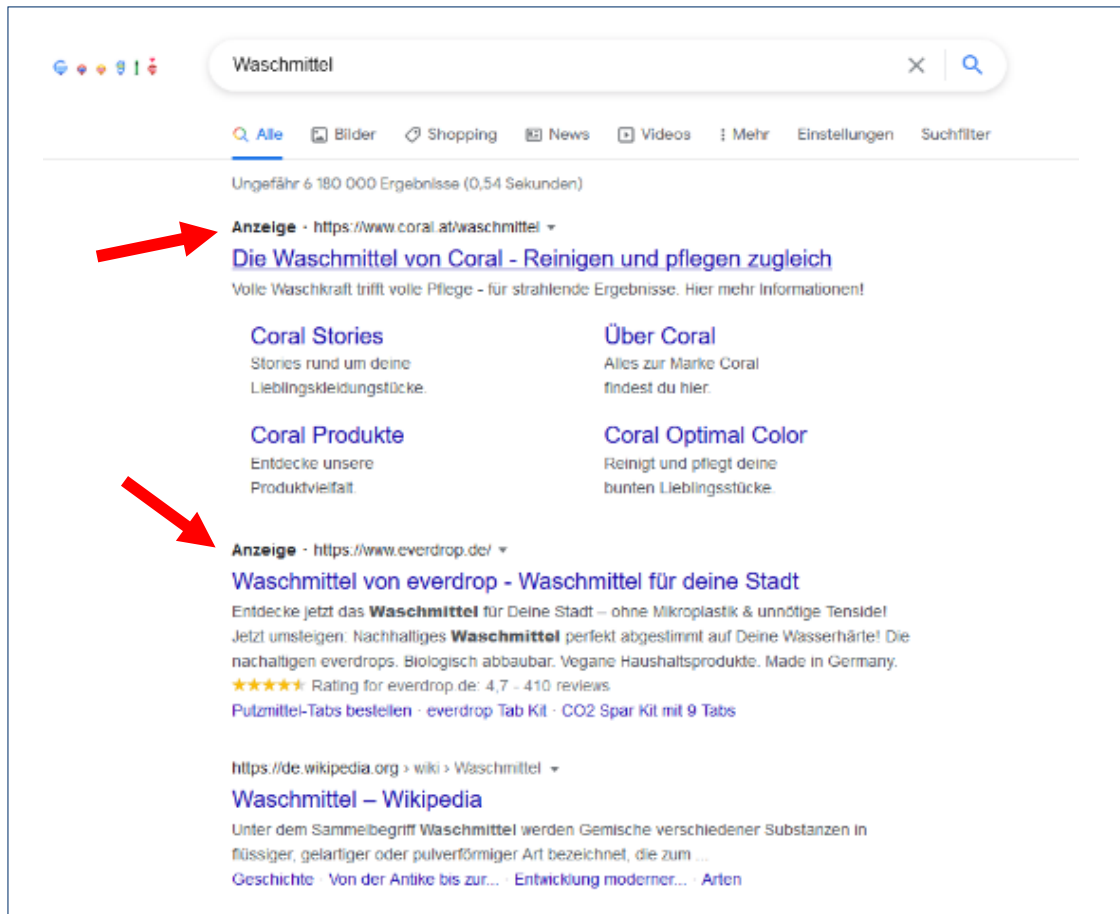 Google
Waschmittel
Alle Bilder Shopping News Videos Mehr Einstellungen Suchfilter
Ungefähr 6 180 000 Ergebnisse (0,54 Sekunden)
Anzeige · https://www.coral.at/waschmittel
Die Waschmittel von Coral - Reinigen und pflegen zugleich
Volle Waschkraft trifft volle Pflege - für strahlende Ergebnisse. Hier mehr Informationen!
Coral Stories
Stories rund um deine
Lieblingskleidungstücke.
Über Coral
Alles zur Marke Coral
findest du hier.
Coral Produkte
Entdecke unsere
Produktvielfalt.
Coral Optimal Color
Reinigt und pflegt deine
bunten Lieblingsstücke.
Anzeige · https://www.everdrop.de/
Waschmittel von everdrop - Waschmittel für deine Stadt
Entdecke jetzt das Waschmittel für Deine Stadt – ohne Mikroplastik & unnötige Tenside!
Jetzt umsteigen: Nachhaltiges Waschmittel perfekt abgestimmt auf Deine Wasserhärte! Die
nachaltigen everdrops. Biologisch abbaubar. Vegane Haushaltsprodukte. Made in Germany.
Rating for everdrop.de: 4,7 - 410 reviews
Putzmittel-Tabs bestellen · everdrop Tab Kit · CO2 Spar Kit mit 9 Tabs
https://de.wikipedia.org › wiki › Waschmittel
Waschmittel – Wikipedia
Unter dem Sammelbegriff Waschmittel werden Gemische verschiedener Substanzen in
flüssiger, gelartiger oder pulverförmiger Art bezeichnet, die zum ...
Geschichte · Von der Antike bis zur... · Entwicklung moderner... · Arten